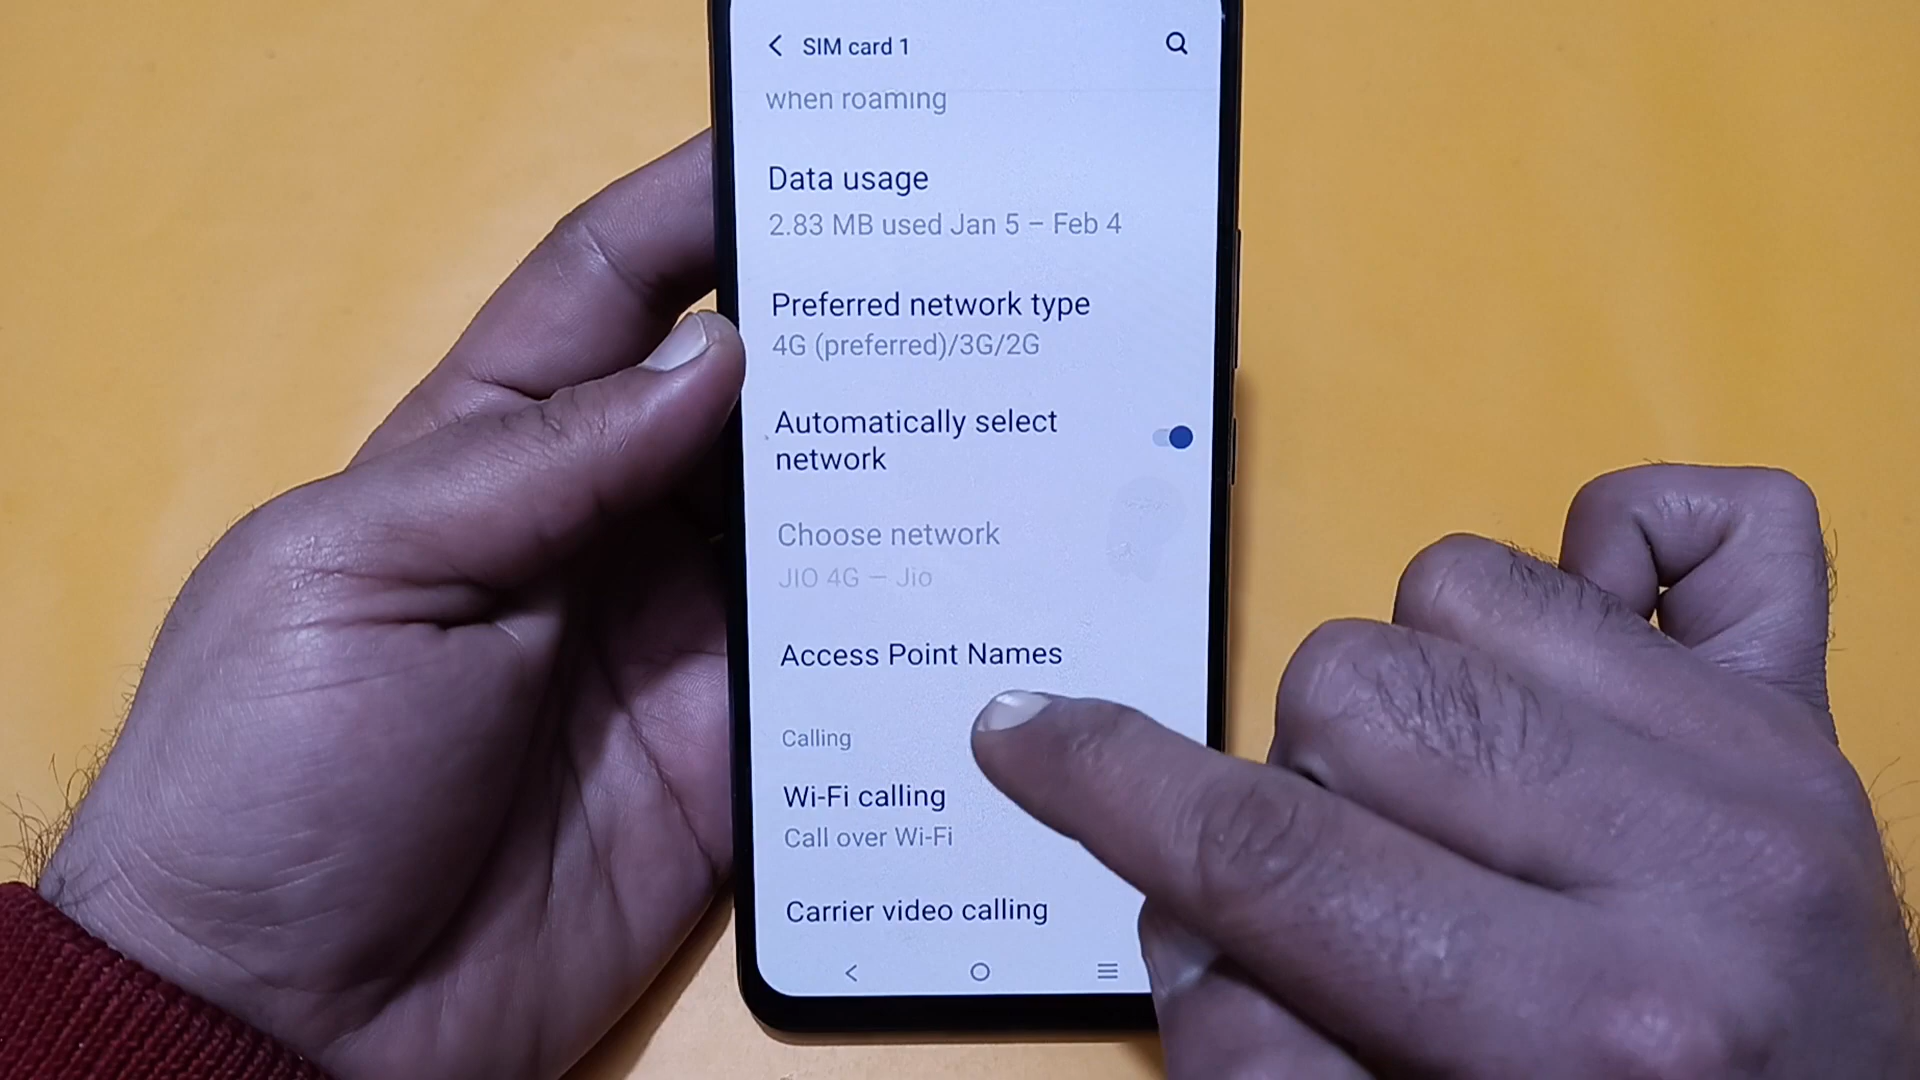 SIM card 1
when roaming
Data usage
2.83 MB used Jan 5 – Feb 4
Preferred network type
4G (preferred)/3G/2G
Automatically select
network
Choose network
JIO 4G — Jio
Access Point Names
Calling
Wi-Fi calling
Call over Wi-Fi
Carrier video calling